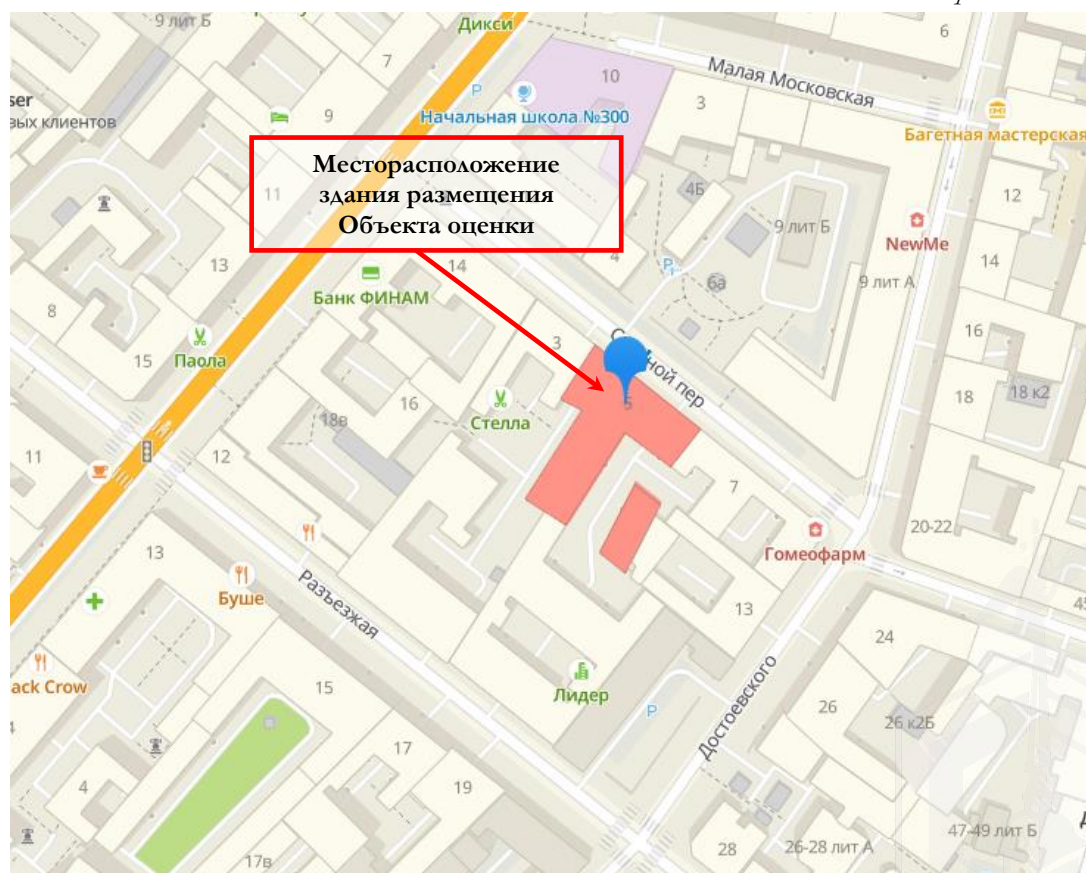 9 лит Б
Дикси
6
7
10
Малая Московская
ser
вых клиентов
9
Начальная школа №300
3
P
Багетная мастерская
Месторасположение
здания размещения
Объекта оценки
11
4Б
12
9 лит Б
NewMe
13
14
4
P
6а
14
9 лит А
Банк ФИНАМ
8
16
15
Паола
3
ной пер
5
18
18 к2
16
Стелла
18в
11
12
7
20-22
Гомеофарм
13
Буше
Разъезжая
13
45
24
ack Crow
Лидер
15
P
Достоевского
26
26 к2Б
17
4
19
47-49 лит Б
17в
28
26-28 лит А